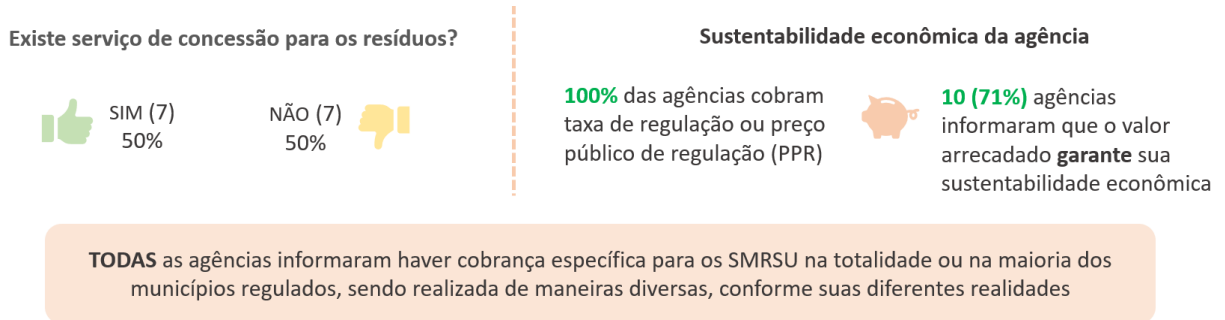 Existe serviço de concessão para os resíduos?
SIM (7)
50%
NÃO (7)
50%
Sustentabilidade econômica da agência
100% das agências cobram
taxa de regulação ou preço
público de regulação (PPR)
10 (71%) agências
informaram que o valor
arrecadado garante sua
sustentabilidade econômica
TODAS as agências informaram haver cobrança específica para os SMRSU na totalidade ou na maioria dos
municípios regulados, sendo realizada de maneiras diversas, conforme suas diferentes realidades